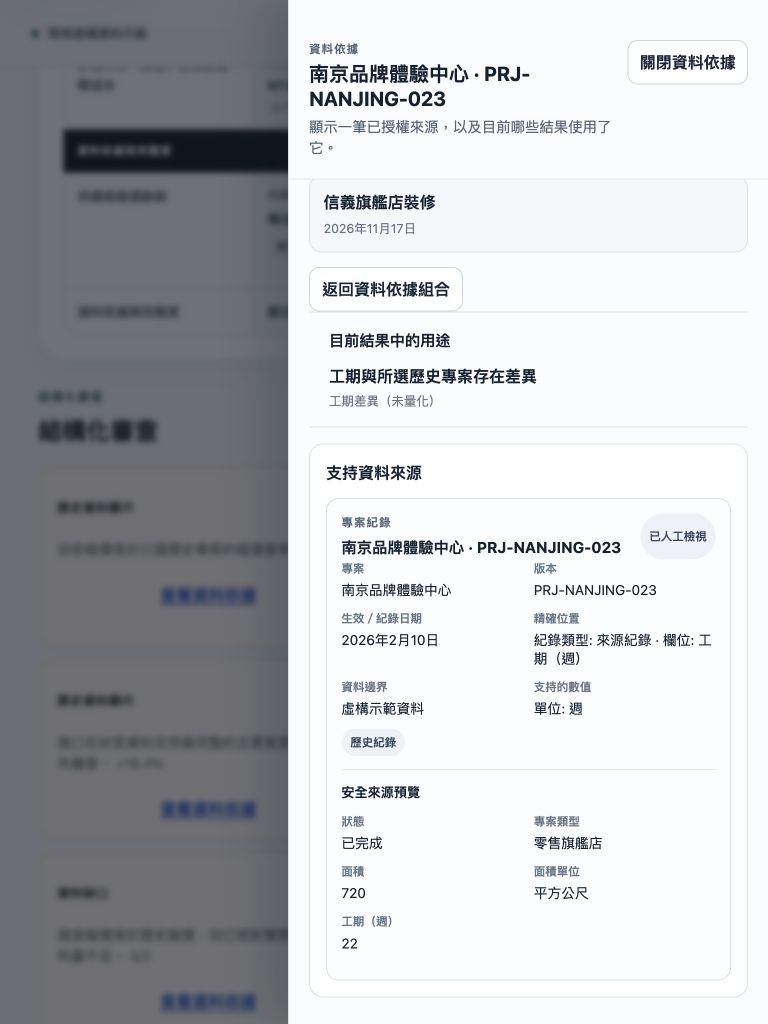 資料依據
南京品牌體驗中心 · PRJ-
NANJING-023
顯示一筆已授權來源，以及目前哪些結果使用了
它。
關閉資料依據
信義旗艦店裝修
2026年11月17日
返回資料依據組合
目前結果中的用途
工期與所選歷史專案存在差異
工期差異（未量化）
支持資料來源
專案紀錄
南京品牌體驗中心 · PRJ-NANJING-023
已人工檢視
專案
南京品牌體驗中心
版本
PRJ-NANJING-023
生效 / 紀錄日期
2026年2月10日
精確位置
紀錄類型: 來源紀錄 · 欄位: 工
期（週）
資料邊界
虛構示範資料
支持的數值
單位: 週
歷史紀錄
安全來源預覽
狀態
已完成
專案類型
零售旗艦店
面積
720
面積單位
平方公尺
工期（週）
22
結構化審查
查看資料依據
查看資料依據
查看資料依據